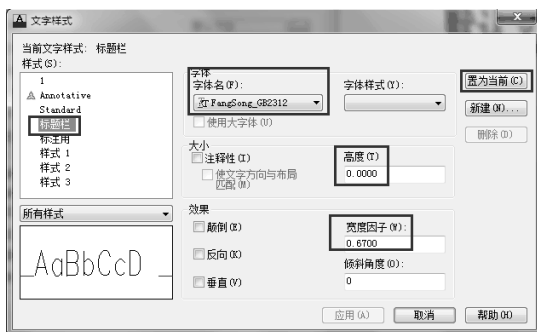 文字样式
当前文字样式: 标题栏
样式(S):
1
Annotative
Standard
标题栏
标注用
样式 1
样式 2
样式 3
所有样式
AaBbCcD
字体
字体名(F):
FangSong_GB2312
使用大字体(U)
字体样式(Y):
大小
注释性(I)
使文字方向与布局
匹配(M)
高度(T)
0.0000
效果
颠倒(E)
反向(K)
垂直(V)
宽度因子(W):
0.6700
倾斜角度(O):
0
置为当前(C)
新建(N)...
删除(D)
应用(A)
取消
帮助(H)